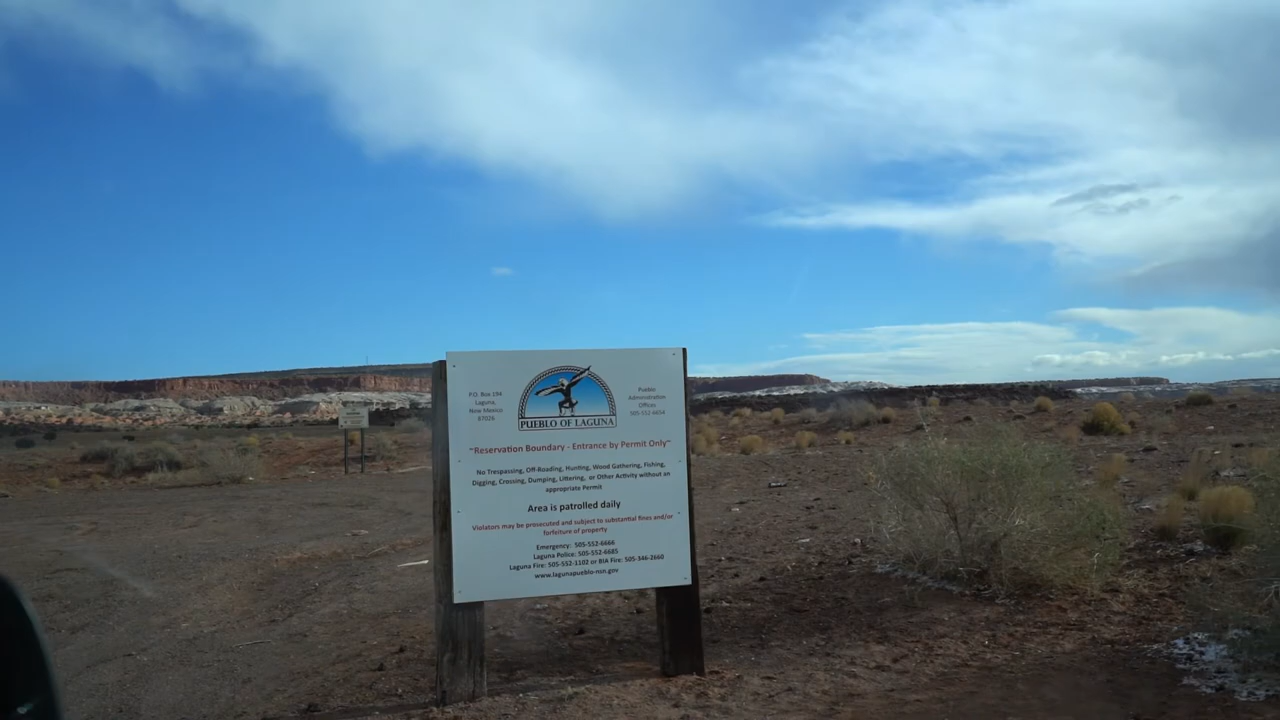 P.O. Box 194
Laguna,
New Mexico
87026
PUEBLO OF LAGUNA
Pueblo
Administration
Offices
505-552-6654
~Reservation Boundary - Entrance by Permit Only~
No Trespassing, Off-Roading, Hunting, Wood Gathering, Fishing,
Digging, Crossing, Dumping, Littering, or Other Activity without an
appropriate Permit
Area is patrolled daily
Violators may be prosecuted and subject to substantial fines and/or
forfeiture of property
Emergency: 505-552-6666
Laguna Police: 505-552-6685
Laguna Fire: 505-552-1102 or BIA Fire: 505-346-2660
www.lagunapueblo-nsn.gov